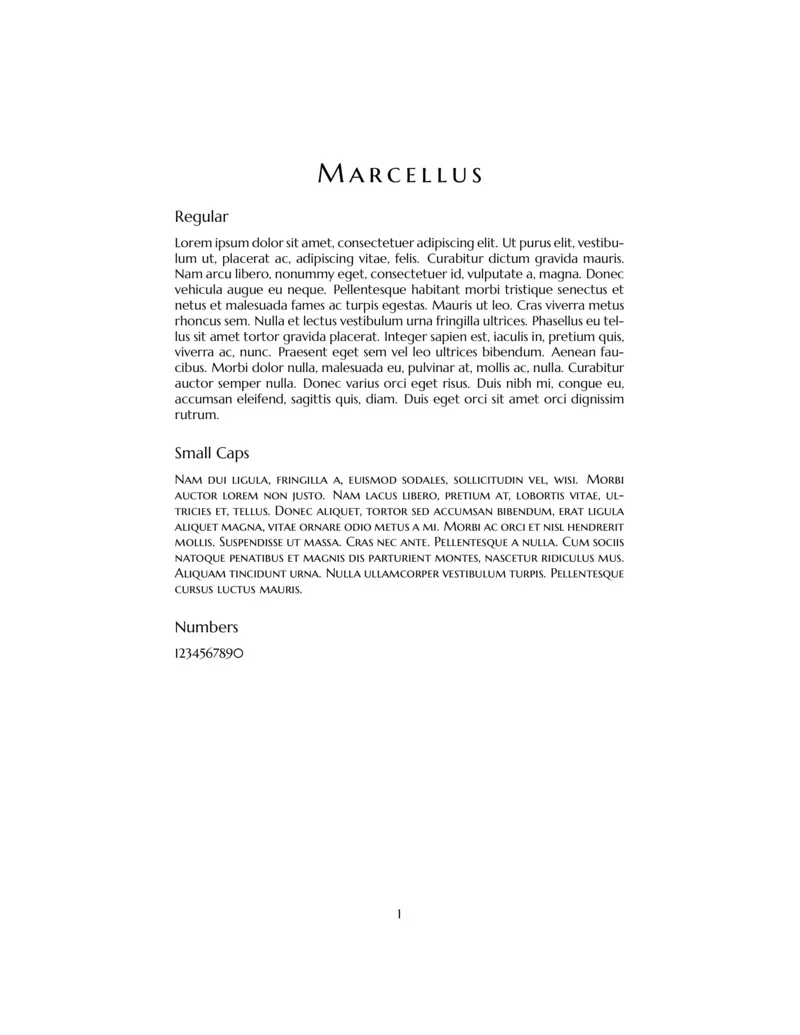 Marcellus
Regular
Lorem ipsum dolor sit amet, consectetuer adipiscing elit. Ut purus elit, vestibu-
lum ut, placerat ac, adipiscing vitae, felis. Curabitur dictum gravida mauris.
Nam arcu libero, nonummy eget, consectetuer id, vulputate a, magna. Donec
vehicula augue eu neque. Pellentesque habitant morbi tristique senectus et
netus et malesuada fames ac turpis egestas. Mauris ut leo. Cras viverra metus
rhoncus sem. Nulla et lectus vestibulum urna fringilla ultrices. Phasellus eu tel-
lus sit amet tortor gravida placerat. Integer sapien est, iaculis in, pretium quis,
viverra ac, nunc. Praesent eget sem vel leo ultrices bibendum. Aenean fau-
cibus. Morbi dolor nulla, malesuada eu, pulvinar at, mollis ac, nulla. Curabitur
auctor semper nulla. Donec varius orci eget risus. Duis nibh mi, congue eu,
accumsan eleifend, sagittis quis, diam. Duis eget orci sit amet orci dignissim
rutrum.
Small Caps
Nam dui ligula, fringilla a, euismod sodales, sollicitudin vel, wisi. Morbi
auctor lorem non justo. Nam lacus libero, pretium at, lobortis vitae, ul-
tricies et, tellus. Donec aliquet, tortor sed accumsan bibendum, erat ligula
aliquet magna, vitae ornare odio metus a mi. Morbi ac orci et nisl hendrerit
mollis. Suspendisse ut massa. Cras nec ante. Pellentesque a nulla. Cum sociis
natoque penatibus et magnis dis parturient montes, nascetur ridiculus mus.
Aliquam tincidunt urna. Nulla ullamcorper vestibulum turpis. Pellentesque
cursus luctus mauris.
Numbers
1234567890
1